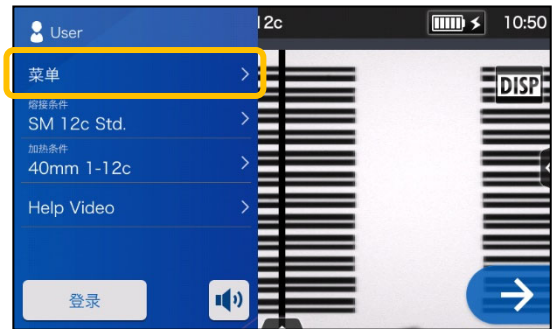 User
12c
10:50
菜单
DISP
熔接条件
SM 12c Std.
加热条件
40mm 1-12c
Help Video
登录